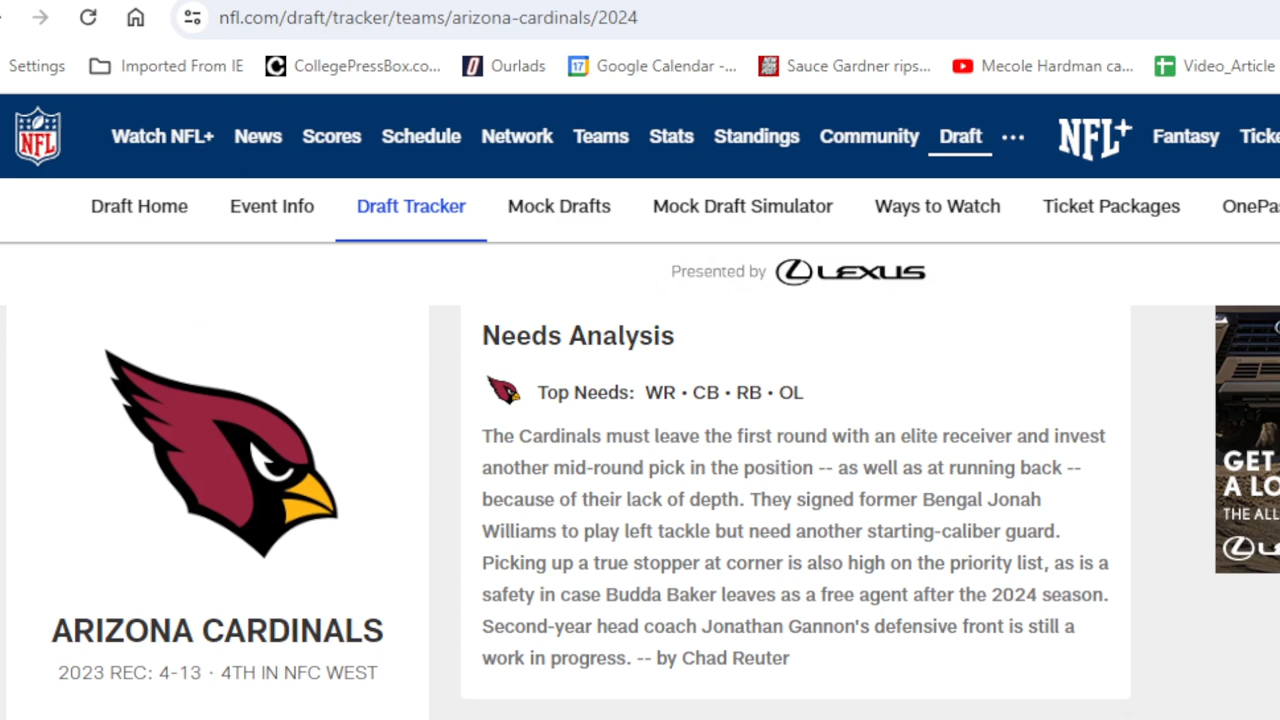 nfl.com/draft/tracker/teams/arizona-cardinals/2024
Settings Imported From IE CollegePressBox.co... Ourlads Google Calendar -... Sauce Gardner rips... Mecole Hardman ca... Video_Article
NFL Watch NFL+ News Scores Schedule Network Teams Stats Standings Community Draft ••• NFL+ Fantasy Ticke
Draft Home Event Info Draft Tracker Mock Drafts Mock Draft Simulator Ways to Watch Ticket Packages OnePas
Presented by LEXUS
Needs Analysis
Top Needs: WR • CB • RB • OL
The Cardinals must leave the first round with an elite receiver and invest
another mid-round pick in the position -- as well as at running back --
because of their lack of depth. They signed former Bengal Jonah
Williams to play left tackle but need another starting-caliber guard.
Picking up a true stopper at corner is also high on the priority list, as is a
safety in case Budda Baker leaves as a free agent after the 2024 season.
Second-year head coach Jonathan Gannon's defensive front is still a
work in progress. -- by Chad Reuter
ARIZONA CARDINALS
2023 REC: 4-13 · 4TH IN NFC WEST
GET
A LO
THE ALL